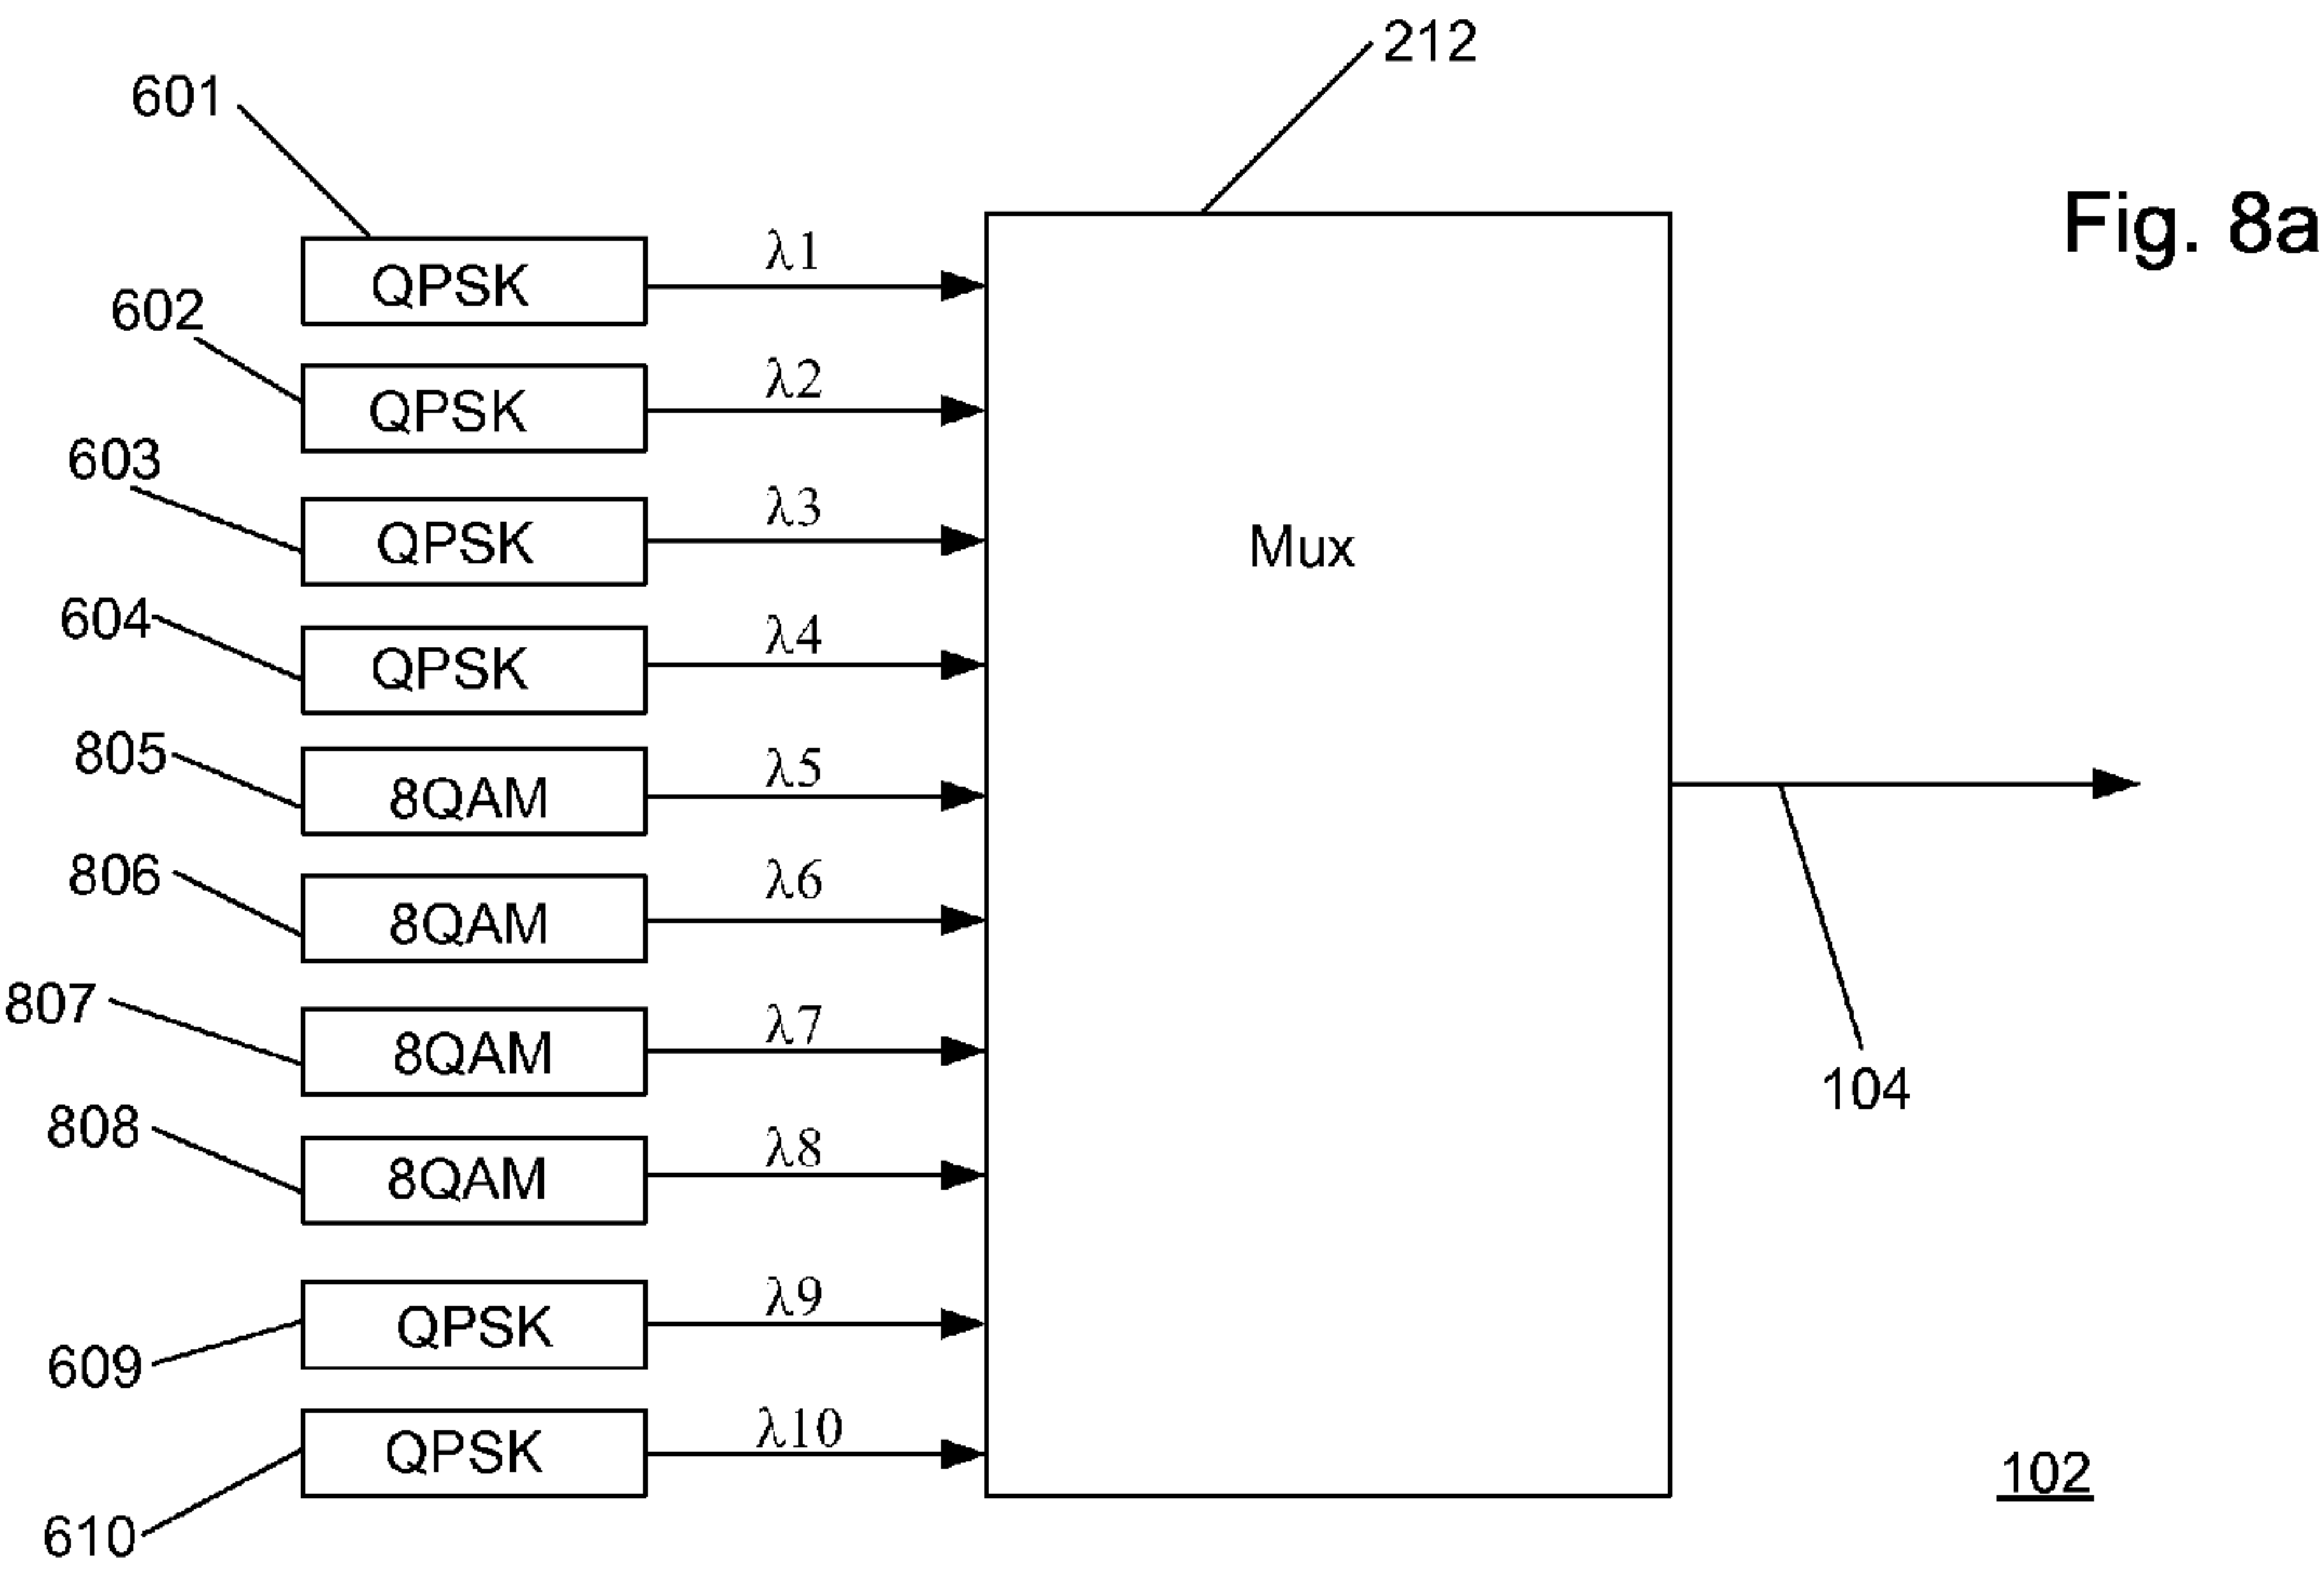 212
Fig. 8a
601
QPSK
λ1
602
QPSK
λ2
603
QPSK
λ3
Mux
604
QPSK
λ4
805
8QAM
λ5
806
8QAM
λ6
807
8QAM
λ7
104
808
8QAM
λ8
609
QPSK
λ9
610
QPSK
λ10
102